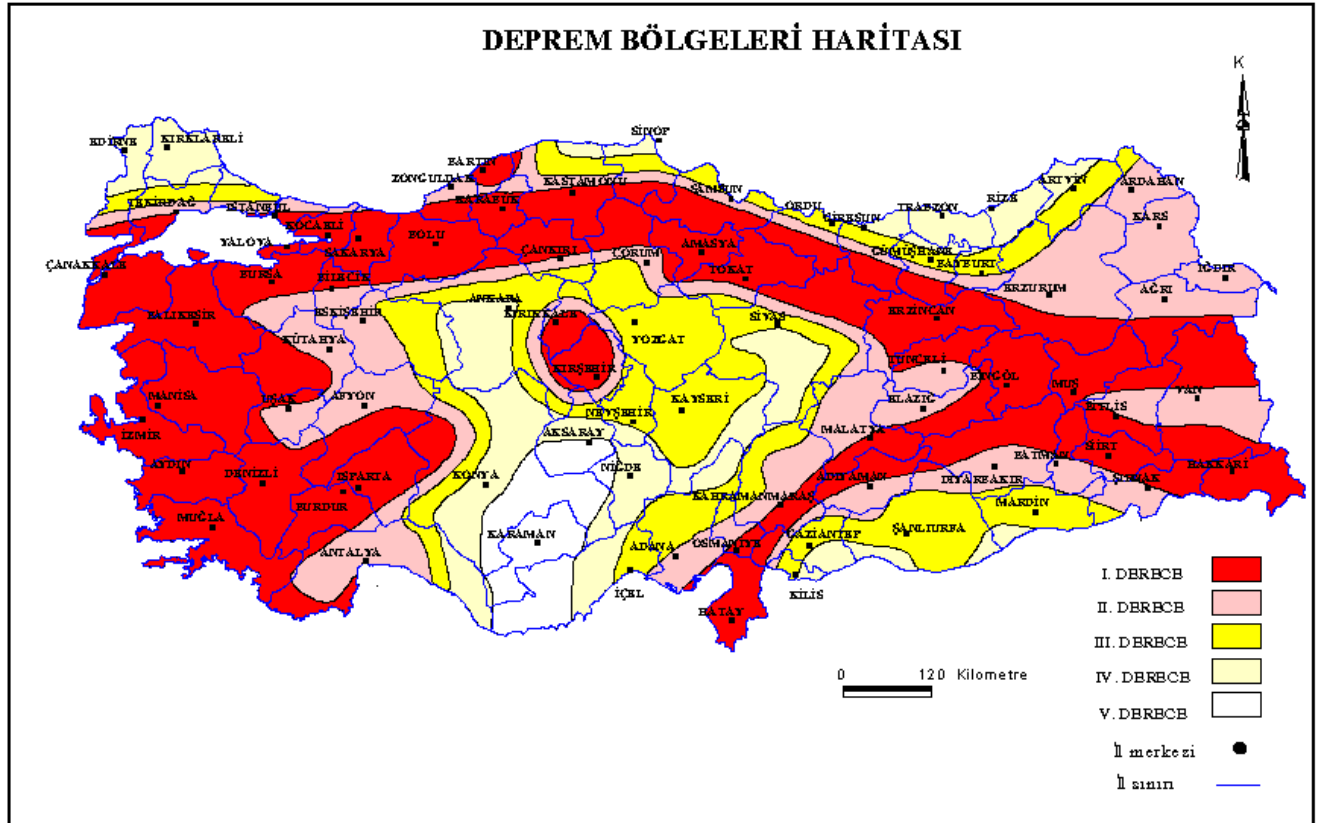 DEPREM BÖLGELERİ HARİTASI
K
SİNOP
EDİRNE
KIRKLARELİ
BARTIN
ZONGULDAK
KASTAMONU
KARABÜK
SAMSUN
ORDU
GİRESUN
TRABZON
RİZE
ARTVİN
ARDAHAN
KARS
TEKİRDAĞ
İSTANBUL
KOCAELİ
YALOVA
SAKARYA
BOLU
ÇANKIRI
ÇORUM
AMASYA
TOKAT
GÜMÜŞHANE
BAYBURT
ERZURUM
IĞDIR
AĞRI
ÇANAKKALE
BURSA
BİLECİK
ESKİŞEHİR
ANKARA
KIRIKKALE
YOZGAT
SİVAS
ERZİNCAN
BALIKESİR
KÜTAHYA
KIRŞEHİR
TUNCELİ
BİNGÖL
MUŞ
VAN
BİTLİS
MANİSA
UŞAK
AFYON
NEVŞEHİR
KAYSERİ
ELAZIĞ
İZMİR
AKSARAY
MALATYA
SİİRT
AYDIN
DENİZLİ
ISPARTA
KONYA
NİĞDE
KAHRAMANMARAŞ
ADIYAMAN
DİYARBAKIR
BATMAN
ŞIRNAK
HAKKARİ
MUĞLA
BURDUR
MARDİN
ANTALYA
KARAMAN
ADANA
OSMANİYE
GAZİANTEP
ŞANLIURFA
İÇEL
KİLİS
HATAY
0 120 Kilometre
I. DERECE
II. DERECE
III. DERECE
IV. DERECE
V. DERECE
İl merkezi
İl sınırı